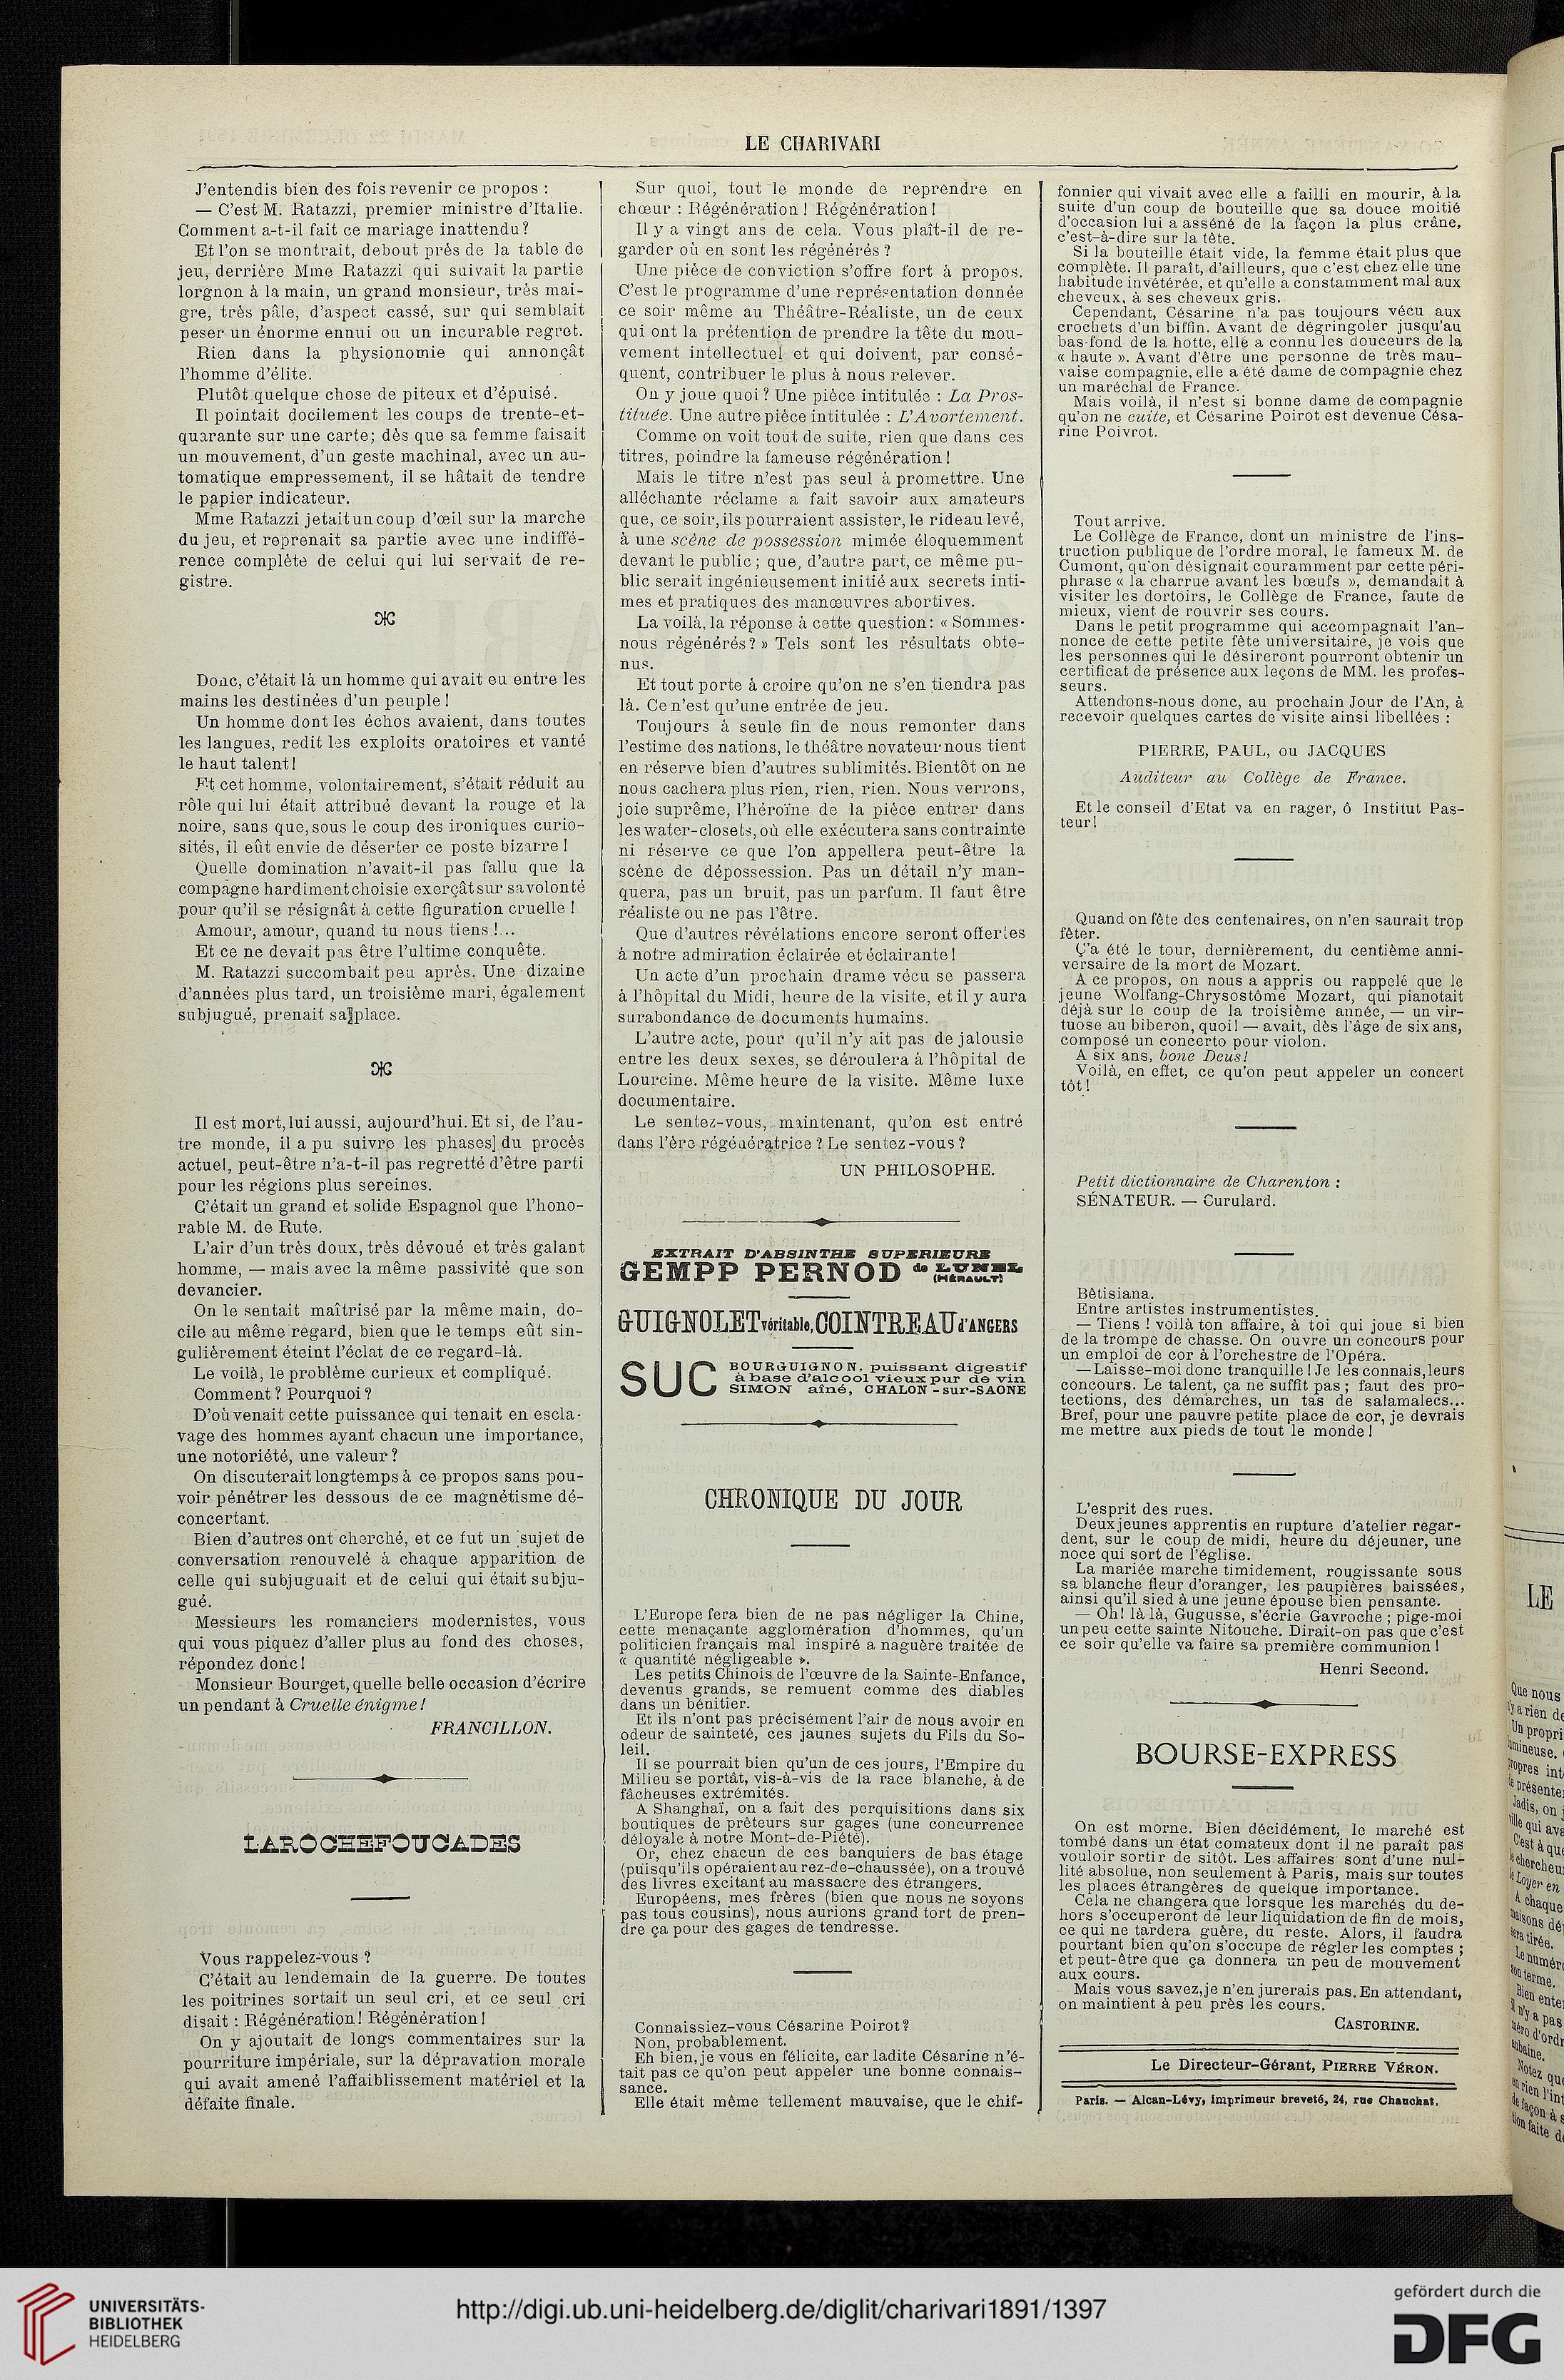 LE CHARIVARI
J'entendis bien des fois revenir ce propos :
— C'est M. Ratazzi, premier ministre d'Italie.
Comment a-t-il fait ce mariage inattendu ?
Et l'on se montrait, debout près de la table de
jeu, derrière Mme Ratazzi qui suivait la partie
lorgnon à la main, un grand monsieur, très mai-
gre, très pâle, d'aspect cassé, sur qui semblait
peser un énorme ennui ou un incurable regret.
Rien dans la physionomie qui annonçât
l'homme d'élite.
Plutôt quelque chose de piteux et d'épuisé.
Il pointait docilement les coups de trente-et-
quarante sur une carte; dès que sa femme faisait
un mouvement, d'un geste machinal, avec un au-
tomatique empressement, il se hâtait de tendre
le papier indicateur.
Mme Ratazzi jetait un coup d'œil sur la marche
du jeu, et reprenait sa partie avec une indiffé-
rence complète de celui qui lui servait de re-
gistre.
Donc, c'était là un homme qui avait eu entre les
mains les destinées d'un peuple !
Un homme dont les échos avaient, dans toutes
les langues, redit les exploits oratoires et vanté
le haut talent !
Et cet homme, volontairement, s'était réduit au
rôle qui lui était attribué devant la rouge et la
noire, sans que, sous le coup des ironiques curio-
sités, il eût envie de déserter ce poste bizarre !
Quelle domination n'avait-il pas fallu que la
compagne hardiment choisie exerçât sur sa volonté
pour qu'il se résignât à cette figuration cruelle !
Amour, amour, quand tu nous tiens !...
Et ce ne devait pas être l'ultime conquête.
M. Ratazzi succombait peu après. Une dizaine
d'années plus tard, un troisième mari, également
subjugué, prenait sa place.
Il est mort, lui aussi, aujourd'hui. Et si, de l'au-
tre monde, il a pu suivre les phases] du procès
actuel, peut-être n'a-t-il pas regretté d'être parti
pour les régions plus sereines.
C'était un grand et solide Espagnol que l'hono-
rable M. de Rute.
L'air d'un très doux, très dévoué et très galant
homme, — mais avec la même passivité que son
devancier.
On le sentait maîtrisé par la même main, do-
cile au même regard, bien que le temps eût sin-
gulièrement éteint l'éclat de ce regard-là.
Le voilà, le problème curieux et compliqué.
Comment ? Pourquoi ?
D'où venait cette puissance qui tenait en escla-
vage des hommes ayant chacun une importance,
une notoriété, une valeur ?
On discuterait longtemps à ce propos sans pou-
voir pénétrer les dessous de ce magnétisme dé-
concertant.
Bien d'autres ont cherché, et ce fut un sujet de
conversation renouvelé à chaque apparition de
celle qui subjuguait et de celui qui était subju-
gué.
Messieurs les romanciers modernistes, vous
qui vous piquez d'aller plus au fond des choses,
répondez donc !
Monsieur Bourget, quelle belle occasion d'écrire
un pendant à Cruelle énigme !
FRANCILLON.
LAROCHEFOUCADES
Vous rappelez-vous ?
C'était au lendemain de la guerre. De toutes
les poitrines sortait un seul cri, et ce seul cri
disait : Régénération ! Régénération !
On y ajoutait de longs commentaires sur la
pourriture impériale, sur la dépravation morale
qui avait amené l'affaiblissement matériel et la
défaite finale.
Sur quoi, tout le monde de reprendre en
chœur : Régénération ! Régénération !
Il y a vingt ans de cela. Vous plaît-il de re-
garder où en sont les régénérés ?
Une pièce de conviction s'offre fort à propos.
C'est le programme d'une représentation donnée
ce soir même au Théâtre-Réaliste, un de ceux
qui ont la prétention de prendre la tête du mou-
vement intellectuel et qui doivent, par consé-
quent, contribuer le plus à nous relever.
On y joue quoi ? Une pièce intitulée : La Pros-
tituée. Une autre pièce intitulée : L'Avortement.
Comme on voit tout de suite, rien que dans ces
titres, poindre la fameuse régénération !
Mais le titre n'est pas seul à promettre. Une
alléchante réclame a fait savoir aux amateurs
que, ce soir, ils pourraient assister, le rideau levé,
à une scène de possession mimée éloquemment
devant le public ; que, d'autre part, ce même pu-
blic serait ingénieusement initié aux secrets inti-
mes et pratiques des manœuvres abortives.
La voilà, la réponse à cette question : « Sommes-
nous régénérés ? » Tels sont les résultats obte-
nus.
Et tout porte à croire qu'on ne s'en tiendra pas
là. Ce n'est qu'une entrée de jeu.
Toujours à seule fin de nous remonter dans
l'estime des nations, le théâtre novateur nous tient
en réserve bien d'autres sublimités. Bientôt on ne
nous cachera plus rien, rien, rien. Nous verrons,
joie suprême, l'héroïne de la pièce entrer dans
les water-closets, où elle exécutera sans contrainte
ni réserve ce que l'on appellera peut-être la
scène de dépossession. Pas un détail n'y man-
quera, pas un bruit, pas un parfum. Il faut être
réaliste ou ne pas l'être.
Que d'autres révélations encore seront offertes
à notre admiration éclairée et éclairante !
Un acte d'un prochain drame vécu se passera
à l'hôpital du Midi, heure de la visite, et il y aura
surabondance de documents humains.
L'autre acte, pour qu'il n'y ait pas de jalousie
entre les deux sexes, se déroulera à l'hôpital de
Lourcine. Même heure de la visite. Même luxe
documentaire.
Le sentez-vous, maintenant, qu'on est entré
dans l'ère régénératrice ? Le sentez-vous ?
UN PHILOSOPHE.
EXTRAIT D'ABSINTHE SUPERIEURE
GEMPP PERNOD de LUNEL (HÉRAULT)
GUIGNOLET véritable, COINTREAU d'ANGERS
SUC BOURGUIGNON, puissant digestif
à base d'alcool vieux pur de vin
SIMON aîné, CHALON-sur-SAONE
CHRONIQUE DU JOUR
L'Europe fera bien de ne pas négliger la Chine,
cette menaçante agglomération d'hommes, qu'un
politicien français mal inspiré a naguère traitée de
« quantité négligeable ».
Les petits Chinois de l'œuvre de la Sainte-Enfance,
devenus grands, se remuent comme des diables
dans un bénitier.
Et ils n'ont pas précisément l'air de nous avoir en
odeur de sainteté, ces jaunes sujets du Fils du So-
leil.
Il se pourrait bien qu'un de ces jours, l'Empire du
Milieu se portât, vis-à-vis de la race blanche, à de
fâcheuses extrémités.
A Shanghaï, on a fait des perquisitions dans six
boutiques de prêteurs sur gages (une concurrence
déloyale à notre Mont-de-Piété).
Or, chez chacun de ces banquiers de bas étage
(puisqu'ils opéraient au rez-de-chaussée), on a trouvé
des livres excitant au massacre des étrangers.
Européens, mes frères (bien que nous ne soyons
pas tous cousins), nous aurions grand tort de pren-
dre ça pour des gages de tendresse.
Connaissiez-vous Césarine Poirot ?
Non, probablement.
Eh bien, je vous en félicite, car ladite Césarine n'é-
tait pas ce qu'on peut appeler une bonne connais-
sance.
Elle était même tellement mauvaise, que le chif-
fonnier qui vivait avec elle a failli en mourir, à la
suite d'un coup de bouteille que sa douce moitié
d'occasion lui a asséné de la façon la plus crâne,
c'est-à-dire sur la tête.
Si la bouteille était vide, la femme était plus que
complète. Il paraît, d'ailleurs, que c'est chez elle une
habitude invétérée, et qu'elle a constamment mal aux
cheveux, à ses cheveux gris.
Cependant, Césarine n'a pas toujours vécu aux
crochets d'un biffin. Avant de dégringoler jusqu'au
bas-fond de la hotte, elle a connu les douceurs de la
« haute ». Avant d'être une personne de très mau-
vaise compagnie, elle a été dame de compagnie chez
un maréchal de France.
Mais voilà, il n'est si bonne dame de compagnie
qu'on ne cuite, et Césarine Poirot est devenue Césa-
rine Poivrot.
Tout arrive.
Le Collège de France, dont un ministre de l'ins-
truction publique de l'ordre moral, le fameux M. de
Cumont, qu'on désignait couramment par cette péri-
phrase « la charrue avant les bœufs », demandait à
visiter les dortoirs, le Collège de France, faute de
mieux, vient de rouvrir ses cours.
Dans le petit programme qui accompagnait l'an-
nonce de cette petite fête universitaire, je vois que
les personnes qui le désireront pourront obtenir un
certificat de présence aux leçons de MM. les profes-
seurs.
Attendons-nous donc, au prochain Jour de l'An, à
recevoir quelques cartes de visite ainsi libellées :
PIERRE, PAUL, ou JACQUES
Auditeur au Collège de France.
Et le conseil d'Etat va en rager, ô Institut Pas-
teur !
Quand on fête des centenaires, on n'en saurait trop
fêter.
Ç'a été le tour, dernièrement, du centième anni-
versaire de la mort de Mozart.
A ce propos, on nous a appris ou rappelé que le
jeune Wolfang-Chrysostôme Mozart, qui pianotait
déjà sur le coup de la troisième année, — un vir-
tuose au biberon, quoi ! — avait, dès l'âge de six ans,
composé un concerto pour violon.
A six ans, bone Deus !
Voilà, en effet, ce qu'on peut appeler un concert
tôt !
Petit dictionnaire de Charenton :
SÉNATEUR. — Curulard.
Bêtisiana.
Entre artistes instrumentistes.
— Tiens ! voilà ton affaire, à toi qui joue si bien
de la trompe de chasse. On ouvre un concours pour
un emploi de cor à l'orchestre de l'Opéra.
— Laisse-moi donc tranquille ! Je les connais, leurs
concours. Le talent, ça ne suffit pas ; faut des pro-
tections, des démarches, un tas de salamalecs...
Bref, pour une pauvre petite place de cor, je devrais
me mettre aux pieds de tout le monde !
L'esprit des rues.
Deux jeunes apprentis en rupture d'atelier regar-
dent, sur le coup de midi, heure du déjeuner, une
noce qui sort de l'église.
La mariée marche timidement, rougissante sous
sa blanche fleur d'oranger, les paupières baissées,
ainsi qu'il sied à une jeune épouse bien pensante.
— Oh ! là là, Gugusse, s'écrie Gavroche ; pige-moi
un peu cette sainte Nitouche. Dirait-on pas que c'est
ce soir qu'elle va faire sa première communion !
Henri Second.
BOURSE-EXPRESS
On est morne. Bien décidément, le marché est
tombé dans un état comateux dont il ne paraît pas
vouloir sortir de sitôt. Les affaires sont d'une nul-
lité absolue, non seulement à Paris, mais sur toutes
les places étrangères de quelque importance.
Cela ne changera que lorsque les marchés du de-
hors s'occuperont de leur liquidation de fin de mois,
ce qui ne tardera guère, du reste. Alors, il faudra
pourtant bien qu'on s'occupe de régler les comptes ;
et peut-être que ça donnera un peu de mouvement
aux cours.
Mais vous savez, je n'en jurerais pas. En attendant,
on maintient à peu près les cours.
CASTORINE.
Le Directeur-Gérant, PIERRE VÉRON.
Paris. — Alcan-Lévy, imprimeur breveté, 24, rue Chauchat.
LE
Que nous
UNIVERSITÄTS-
BIBLIOTHEK
HEIDELBERG
http://digi.ub.uni-heidelberg.de/diglit/charivari1891/1397
gefördert durch die
DFG